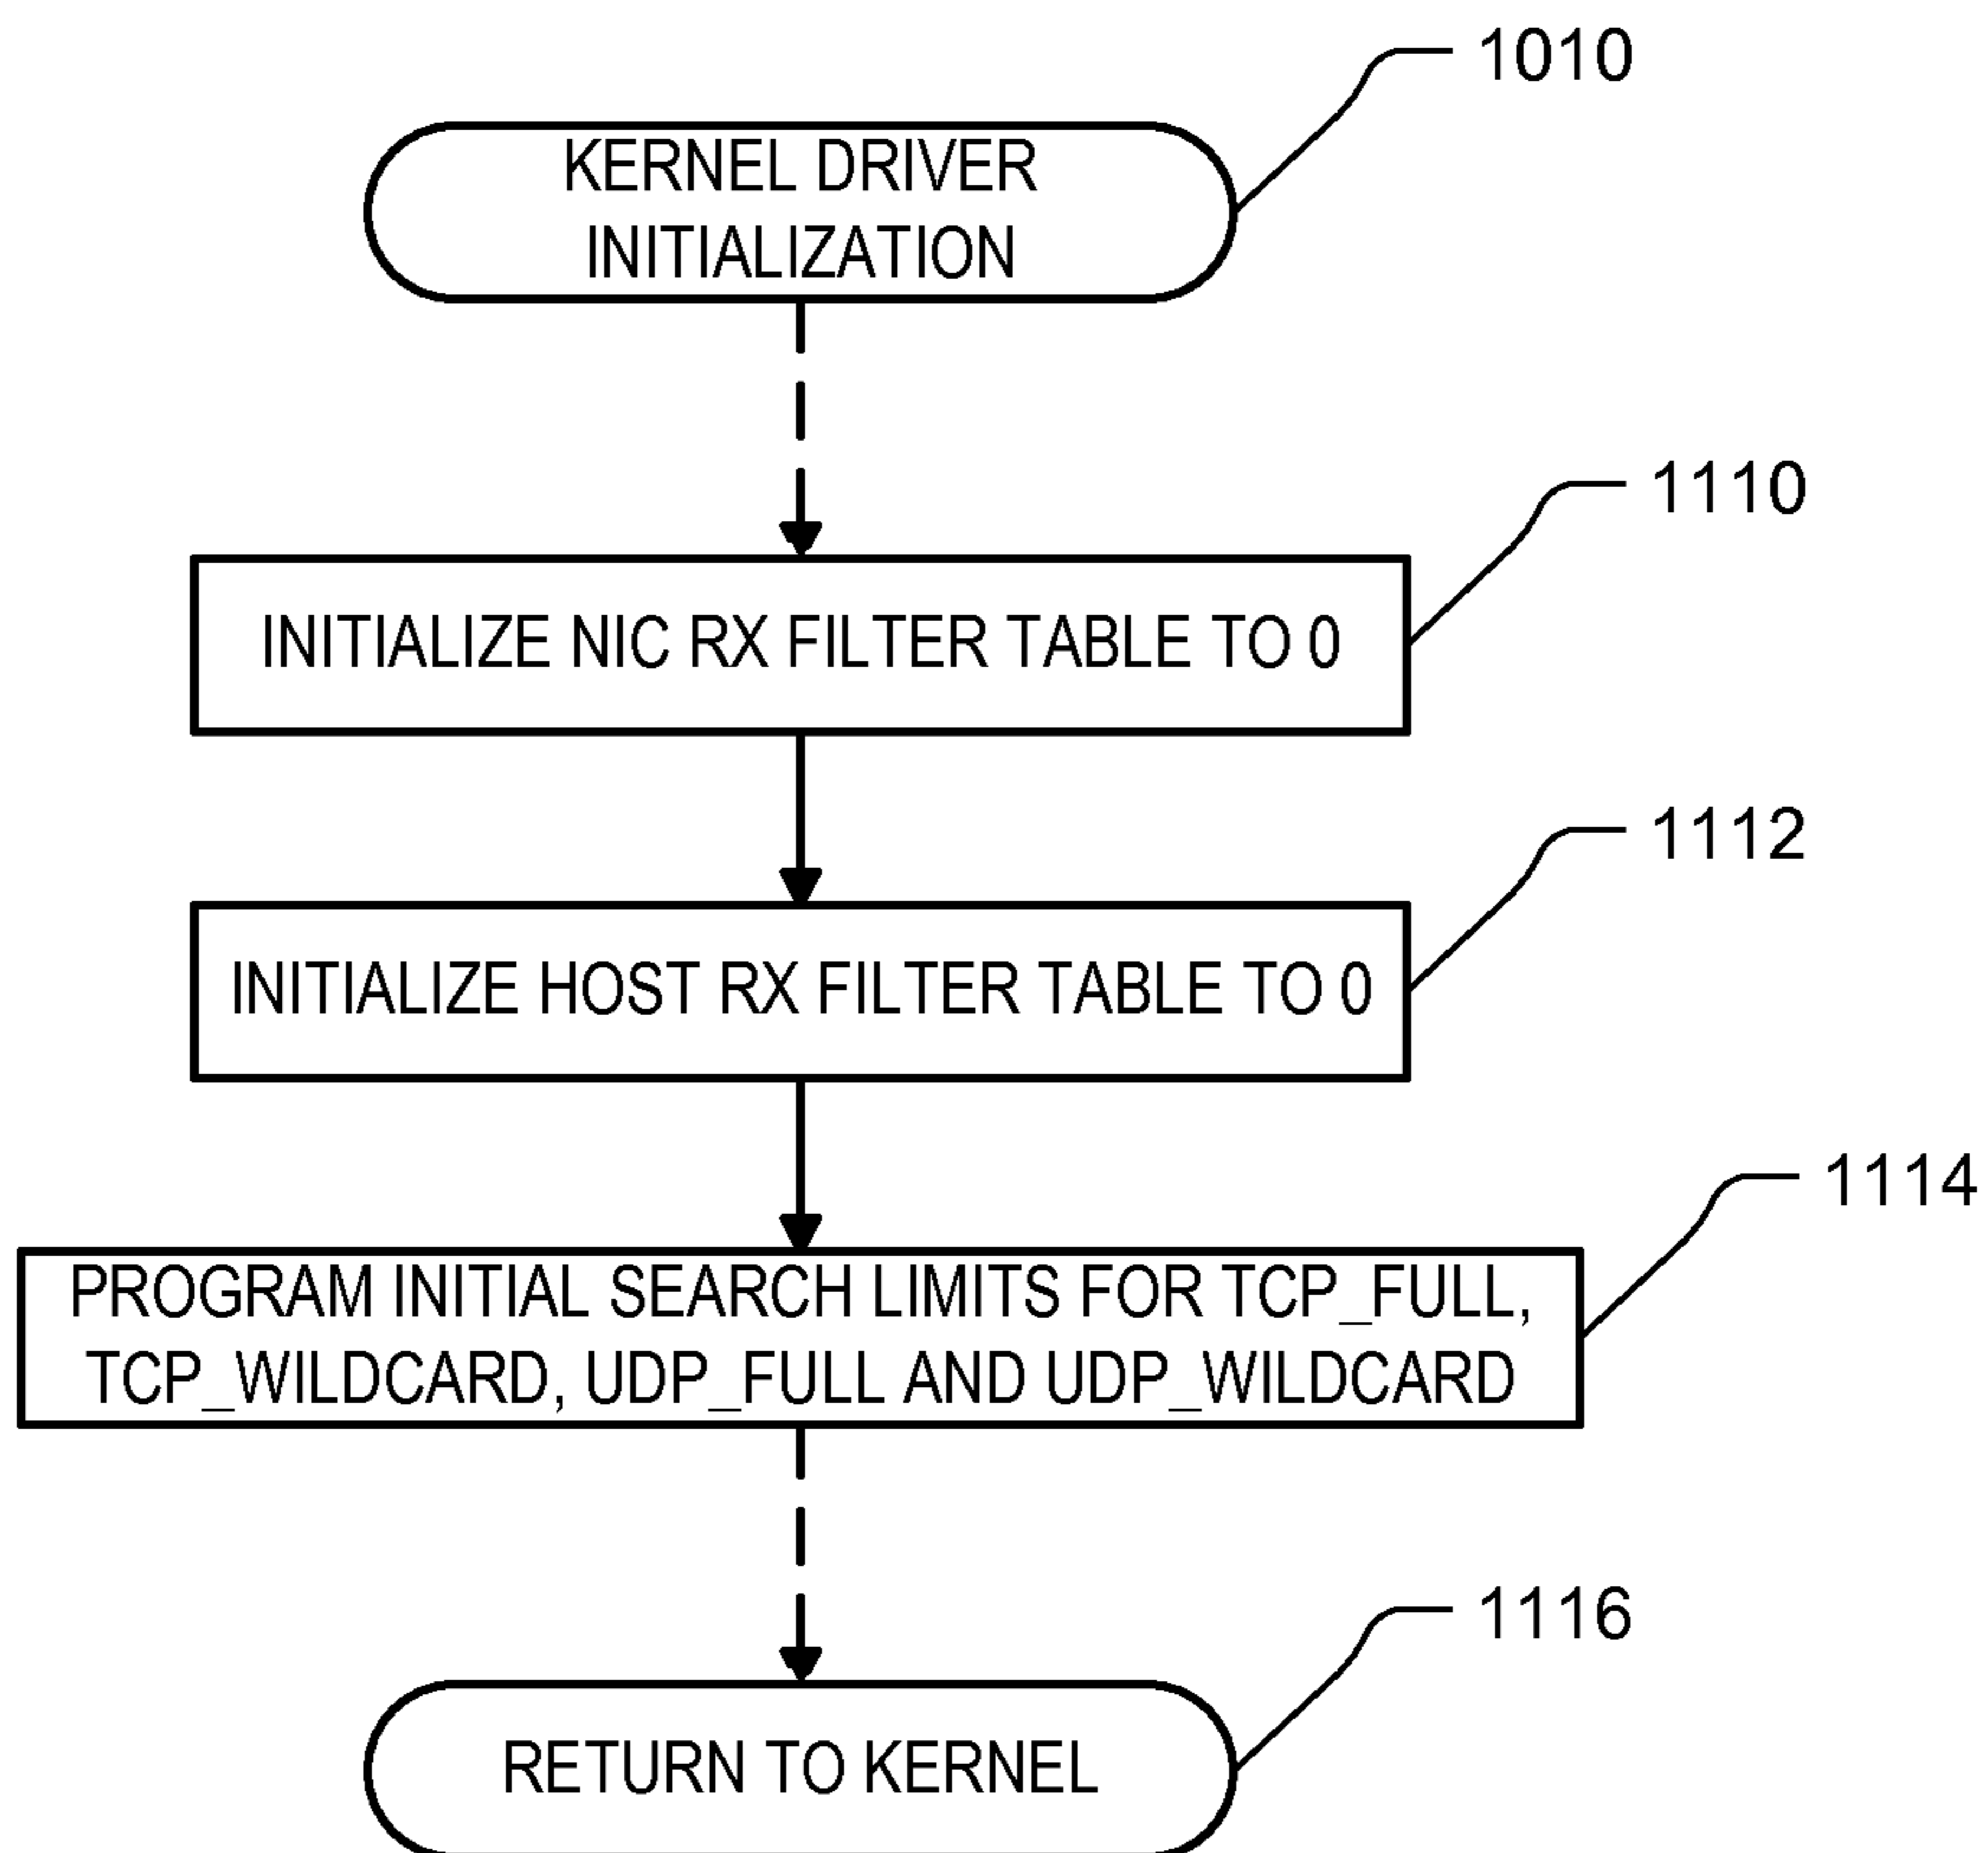 1010
KERNEL DRIVER
INITIALIZATION
1110
INITIALIZE NIC RX FILTER TABLE TO 0
1112
INITIALIZE HOST RX FILTER TABLE TO 0
1114
PROGRAM INITIAL SEARCH LIMITS FOR TCP_FULL,
TCP_WILDCARD, UDP_FULL AND UDP_WILDCARD
1116
RETURN TO KERNEL